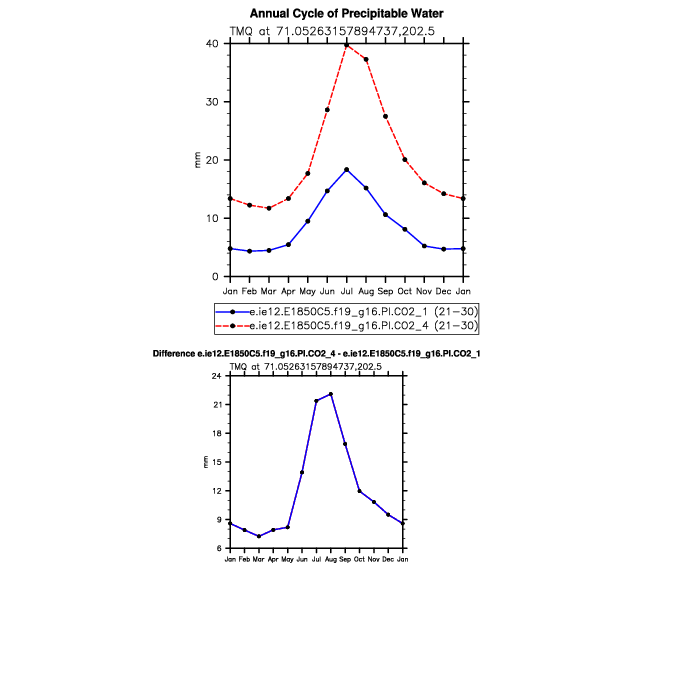 Annual Cycle of Precipitable Water
TMQ at 71.05263157894737,202.5
40
30
20
10
0
mm
Jan Feb Mar Apr May Jun Jul Aug Sep Oct Nov Dec Jan
e.ie12.E1850C5.f19_g16.PI.CO2_1 (21-30)
e.ie12.E1850C5.f19_g16.PI.CO2_4 (21-30)
Difference e.ie12.E1850C5.f19_g16.PI.CO2_4 - e.ie12.E1850C5.f19_g16.PI.CO2_1
TMQ at 71.05263157894737,202.5
24
21
18
15
12
9
6
mm
Jan Feb Mar Apr May Jun Jul Aug Sep Oct Nov Dec Jan